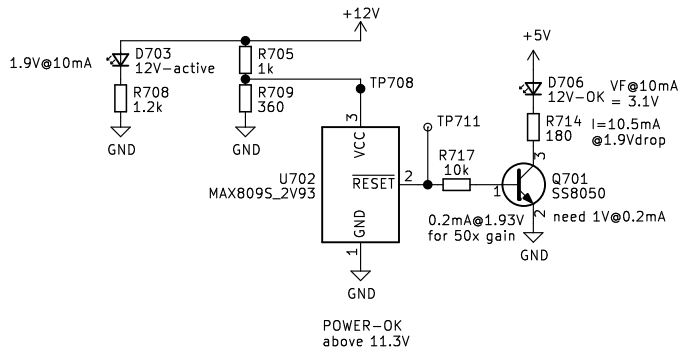 +12V
1.9V@10mA
D703
12V-active
R708
1.2k
GND
R705
1k
R709
360
GND
TP708
3
VCC
U702
MAX809S_2V93
RESET
2
GND
1
GND
POWER-OK
above 11.3V
TP711
R717
10k
0.2mA@1.93V
for 50x gain
+5V
D706
12V-OK
VF@10mA
= 3.1V
R714
180
I=10.5mA
@1.9Vdrop
3
1
Q701
SS8050
2
need 1V@0.2mA
GND